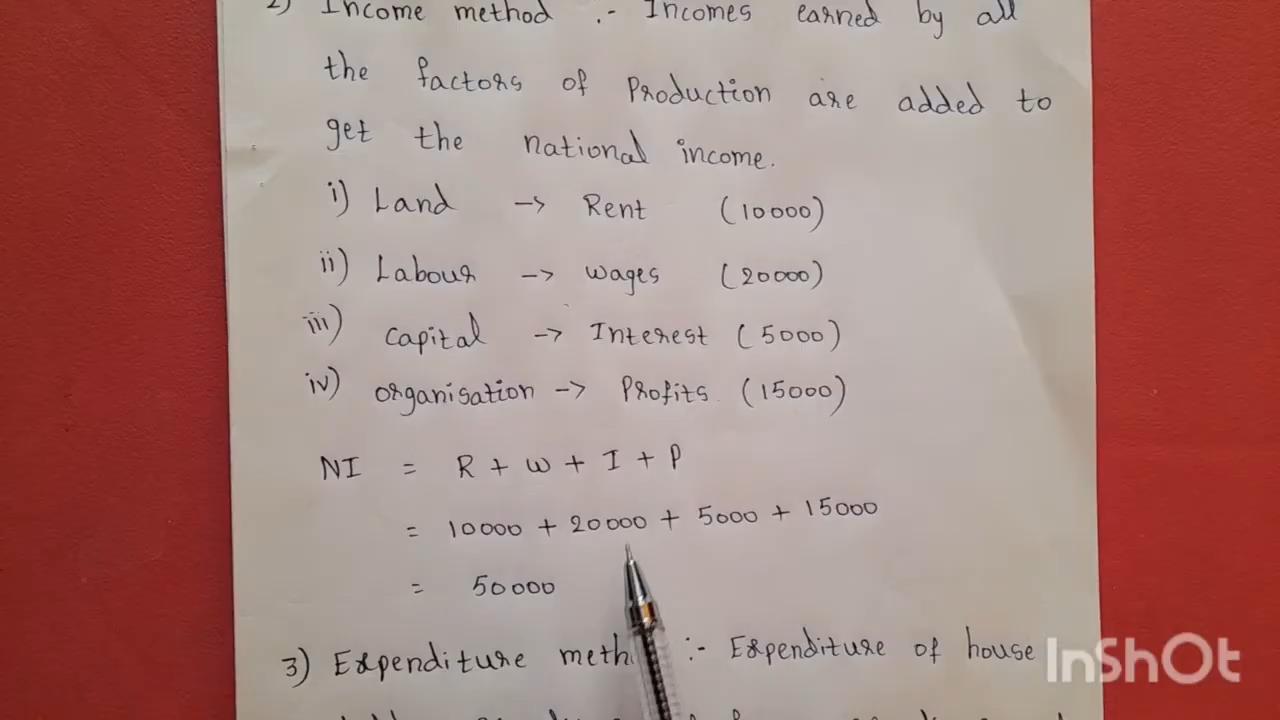 2) Income method :- Incomes earned by all
the factors of Production are added to
get the national income.
i) Land -> Rent (10000)
ii) Labour -> Wages (20000)
iii) Capital -> Interest (5000)
iv) Organisation -> Profits (15000)
NI = R + W + I + P
= 10000 + 20000 + 5000 + 15000
= 50000
3) Expenditure :- Expenditure of house
InShOt